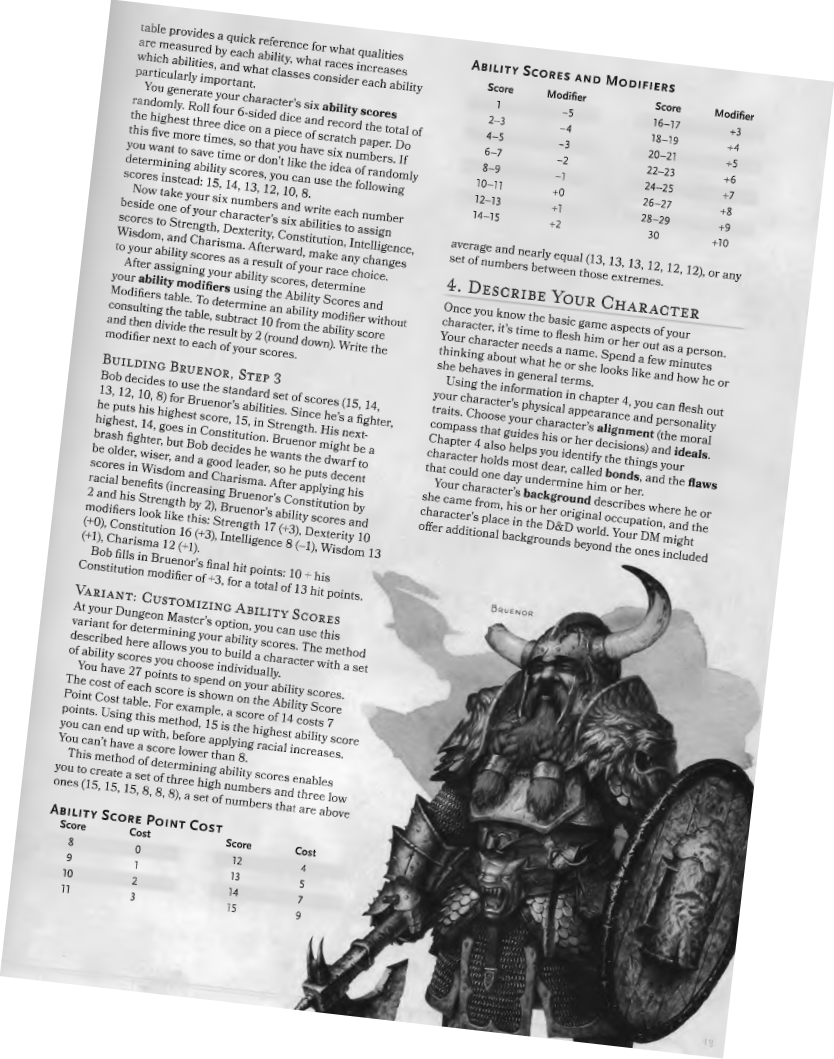 table provides a quick reference for what qualities
are measured by each ability, what races increases
which abilities, and what classes consider each ability
particularly important.
You generate your character's six ability scores
randomly. Roll four 6-sided dice and record the total of
the highest three dice on a piece of scratch paper. Do
this five more times, so that you have six numbers. If
you want to save time or don't like the idea of randomly
determining ability scores, you can use the following
scores instead: 15, 14, 13, 12, 10, 8.
Now take your six numbers and write each number
beside one of your character's six abilities to assign
scores to Strength, Dexterity, Constitution, Intelligence,
Wisdom, and Charisma. Afterward, make any changes
to your ability scores as a result of your race choice.
After assigning your ability scores, determine
your ability modifiers using the Ability Scores and
Modifiers table. To determine an ability modifier without
consulting the table, subtract 10 from the ability score
and then divide the result by 2 (round down). Write the
modifier next to each of your scores.
BUILDING BRUENOR, STEP 3
Bob decides to use the standard set of scores (15, 14,
13, 12, 10, 8) for Bruenor's abilities. Since he's a fighter,
he puts his highest score, 15, in Strength. His next-
highest, 14, goes in Constitution. Bruenor might be a
brash fighter, but Bob decides he wants the dwarf to
be older, wiser, and a good leader, so he puts decent
scores in Wisdom and Charisma. After applying his
racial benefits (increasing Bruenor's Constitution by
2 and his Strength by 2), Bruenor's ability scores and
modifiers look like this: Strength 17 (+3), Dexterity 10
(+0), Constitution 16 (+3), Intelligence 8 (−1), Wisdom 13
(+1), Charisma 12 (+1).
Bob fills in Bruenor's final hit points: 10 + his
Constitution modifier of +3, for a total of 13 hit points.
VARIANT: CUSTOMIZING ABILITY SCORES
At your Dungeon Master's option, you can use this
variant for determining your ability scores. The method
described here allows you to build a character with a set
of ability scores you choose individually.
You have 27 points to spend on your ability scores.
The cost of each score is shown on the Ability Score
Point Cost table. For example, a score of 14 costs 7
points. Using this method, 15 is the highest ability score
you can end up with, before applying racial increases.
You can't have a score lower than 8.
This method of determining ability scores enables
you to create a set of three high numbers and three low
ones (15, 15, 15, 8, 8, 8), a set of numbers that are above
ABILITY SCORE POINT COST
Score Cost Score Cost
8 0 12 4
9 1 13 5
10 2 14 7
11 3 15 9
ABILITY SCORES AND MODIFIERS
Score Modifier Score Modifier
1 −5 16–17 +3
2–3 −4 18–19 +4
4–5 −3 20–21 +5
6–7 −2 22–23 +6
8–9 −1 24–25 +7
10–11 +0 26–27 +8
12–13 +1 28–29 +9
14–15 +2 30 +10
average and nearly equal (13, 13, 13, 12, 12, 12), or any
set of numbers between those extremes.
4. DESCRIBE YOUR CHARACTER
Once you know the basic game aspects of your
character, it's time to flesh him or her out as a person.
Your character needs a name. Spend a few minutes
thinking about what he or she looks like and how he or
she behaves in general terms.
Using the information in chapter 4, you can flesh out
your character's physical appearance and personality
traits. Choose your character's alignment (the moral
compass that guides his or her decisions) and ideals.
Chapter 4 also helps you identify the things your
character holds most dear, called bonds, and the flaws
that could one day undermine him or her.
Your character's background describes where he or
she came from, his or her original occupation, and the
character's place in the D&D world. Your DM might
offer additional backgrounds beyond the ones included
BRUENOR